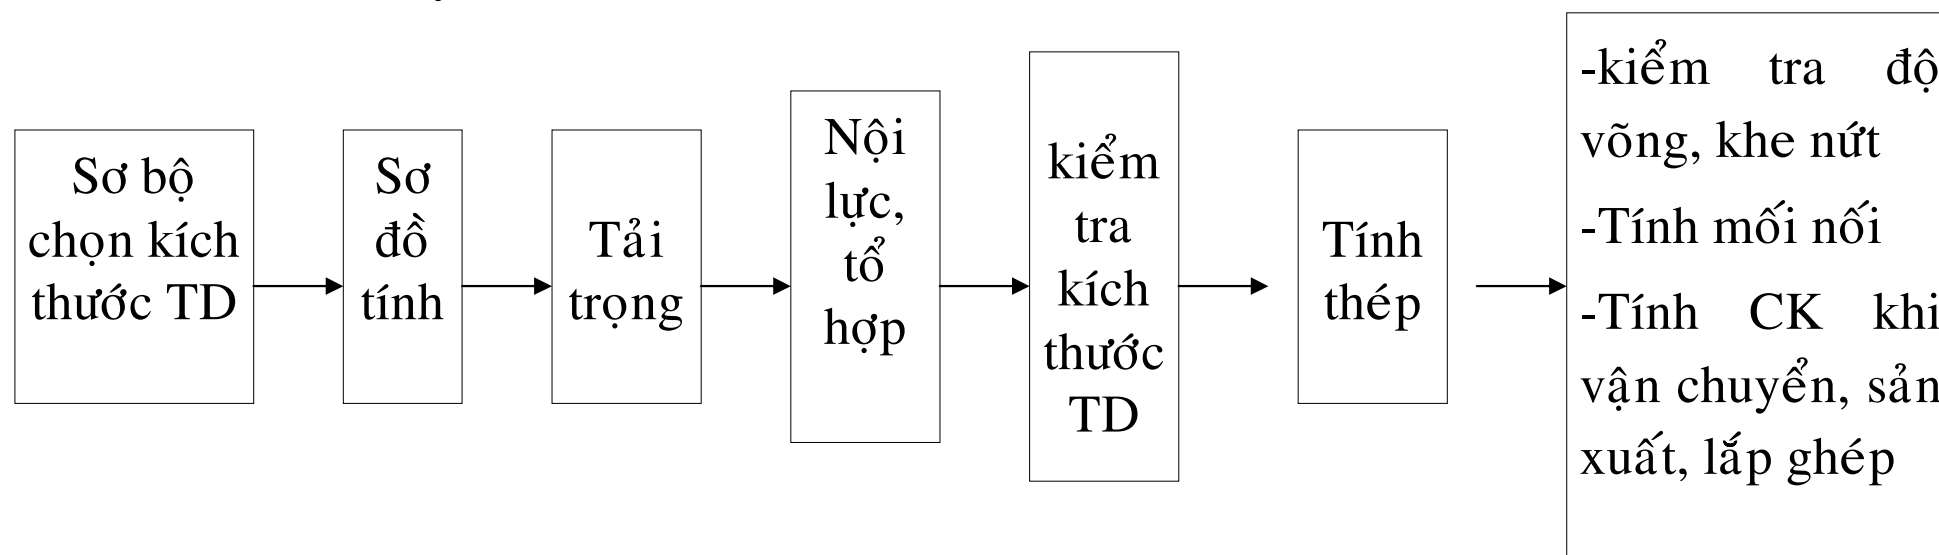 Sơ bộ
chọn kích
thước TD
Sơ
đồ
tính
Tải
trọng
Nội
lực,
tổ
hợp
kiểm
tra
kích
thước
TD
Tính
thép
-kiểm tra độ
võng, khe nứt
-Tính mối nối
-Tính CK khi
vận chuyển, sản
xuất, lắp ghép